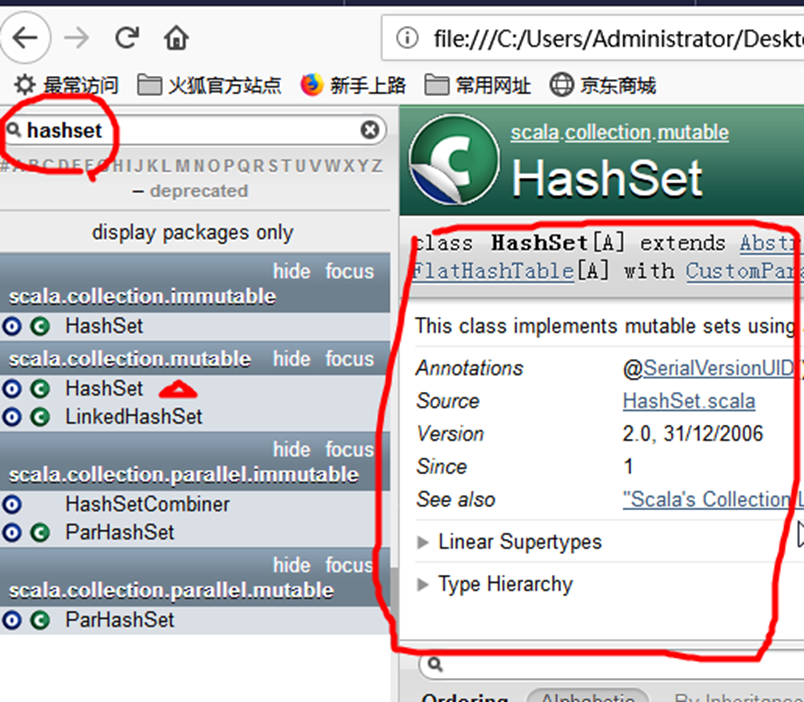 file:///C:/Users/Administrator/Deskto
最常访问 火狐官方站点 新手上路 常用网址 京东商城
hashset
#ABCDEFGHIJKLMNOPQRSTUVWXYZ
– deprecated
display packages only
hide focus
scala.collection.immutable
HashSet
scala.collection.mutable hide focus
HashSet
LinkedHashSet
hide focus
scala.collection.parallel.immutable
HashSetCombiner
ParHashSet
hide focus
scala.collection.parallel.mutable
ParHashSet
scala.collection.mutable
HashSet
class HashSet[A] extends Abstr
FlatHashTable[A] with CustomPara
This class implements mutable sets using
Annotations @SerialVersionUID(
Source HashSet.scala
Version 2.0, 31/12/2006
Since 1
See also "Scala's Collection L
Linear Supertypes
Type Hierarchy
Ordering Alphabetic By Inheritance